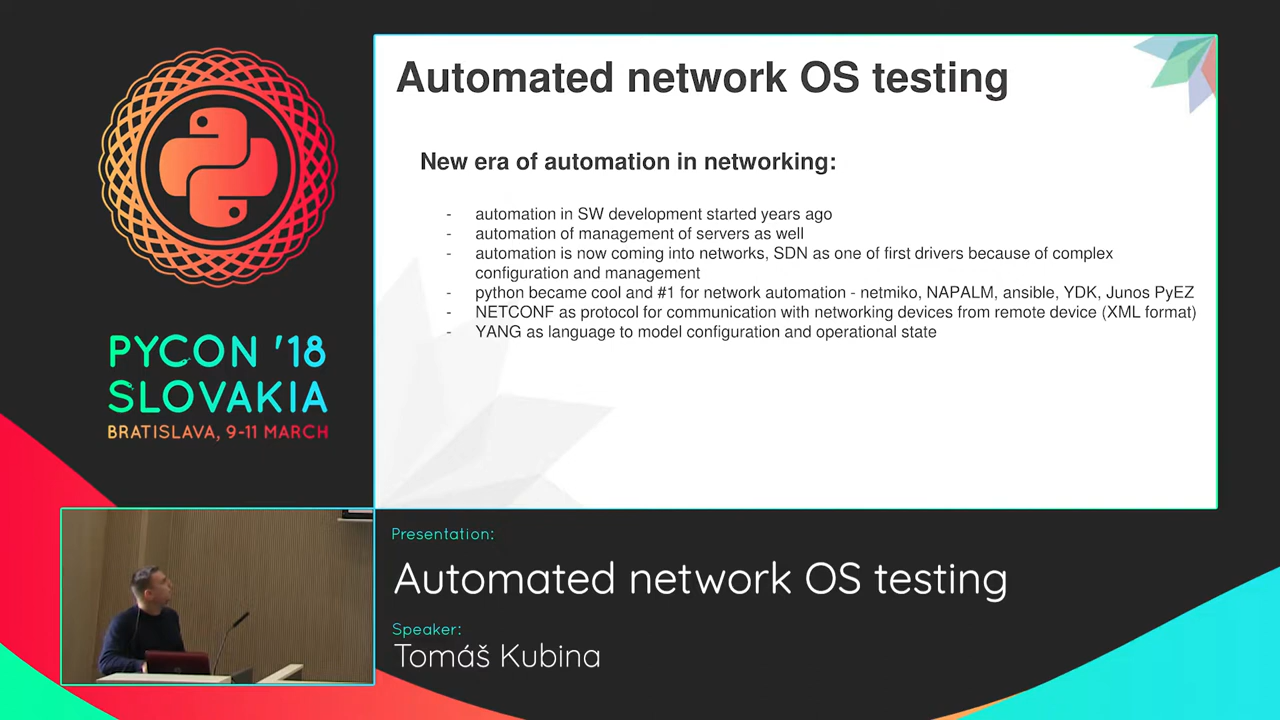 PYCON '18
SLOVAKIA
BRATISLAVA, 9-11 MARCH
Automated network OS testing
New era of automation in networking:
- automation in SW development started years ago
- automation of management of servers as well
- automation is now coming into networks, SDN as one of first drivers because of complex
configuration and management
- python became cool and #1 for network automation - netmiko, NAPALM, ansible, YDK, Junos PyEZ
- NETCONF as protocol for communication with networking devices from remote device (XML format)
- YANG as language to model configuration and operational state
Presentation:
Automated network OS testing
Speaker:
Tomáš Kubina